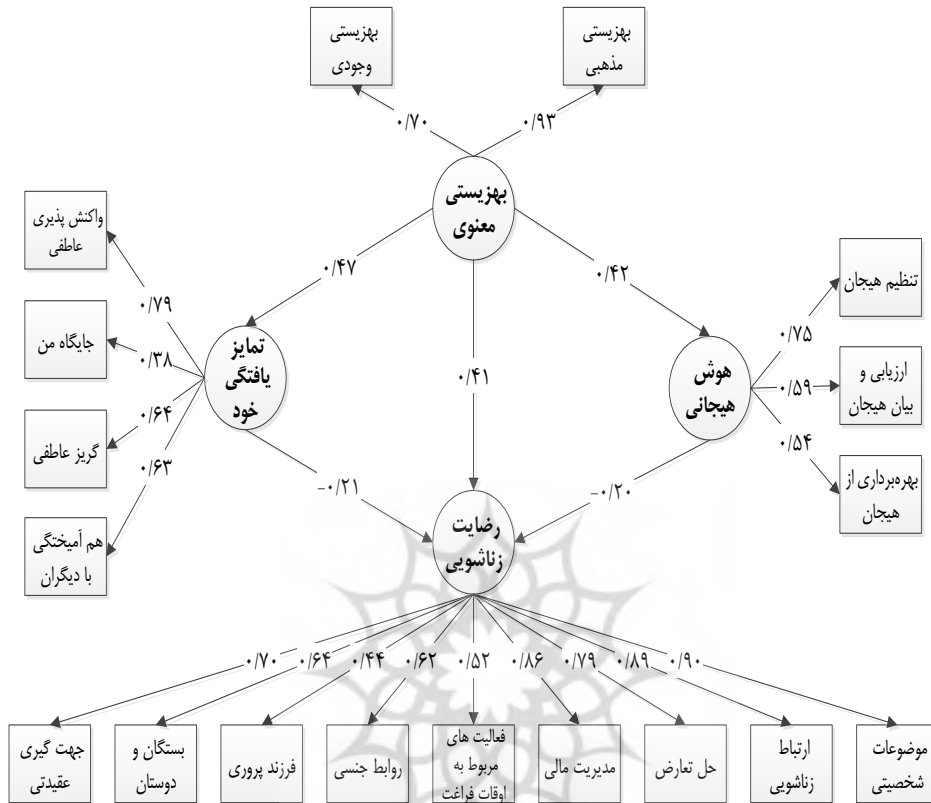 بهزیستی
مذهبی
بهزیستی
وجودی
۰/۹۳
۰/۷۰
بهزیستی
معنوی
۰/۴۲
۰/۴۷
۰/۴۱
تنظیم هیجان
ارزیابی و
بیان هیجان
بهره‌برداری از
هیجان
۰/۷۵
۰/۵۹
۰/۵۴
هوش
هیجانی
تمایز
یافتگی
خود
۰/۷۹
۰/۳۸
۰/۶۴
۰/۶۳
واکنش پذیری
عاطفی
جایگاه من
گریز عاطفی
هم آمیختگی
با دیگران
-۰/۲۰
-۰/۲۱
رضایت
زناشویی
۰/۹۰
۰/۸۹
۰/۷۹
۰/۸۶
۰/۵۲
۰/۶۲
۰/۴۴
۰/۶۴
۰/۷۰
موضوعات
شخصیتی
ارتباط
زناشویی
حل تعارض
مدیریت مالی
فعالیت های
مربوط به
اوقات فراغت
روابط جنسی
فرزند پروری
بستگان و
دوستان
جهت گیری
عقیدتی